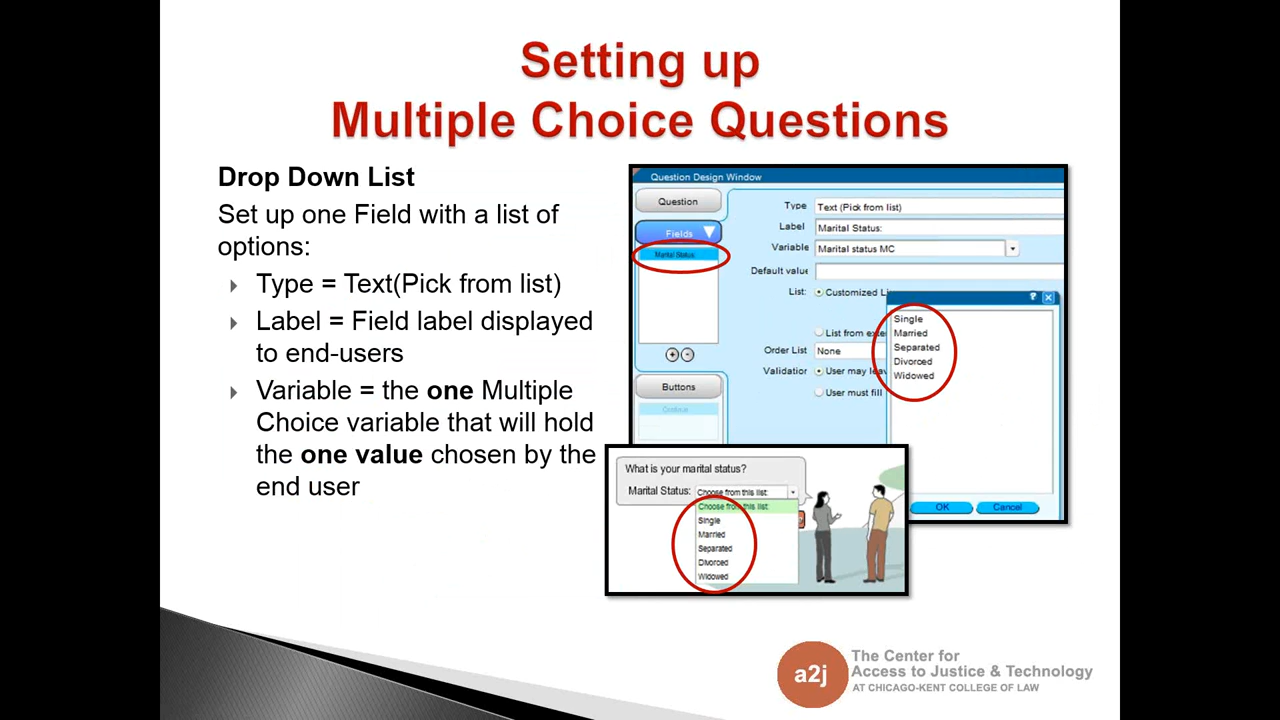 Setting up
Multiple Choice Questions
Drop Down List
Set up one Field with a list of
options:
Type = Text(Pick from list)
Label = Field label displayed
to end-users
Variable = the one Multiple
Choice variable that will hold
the one value chosen by the
end user
Question Design Window
Question
Fields
Marital Status:
Buttons
Continue
Type
Text (Pick from list)
Label
Marital Status:
Variable
Marital status MC
Default value
List:
Customized Li
List from exte
Order List
None
Validation
User may leav
User must fill
?
Single
Married
Separated
Divorced
Widowed
OK
Cancel
What is your marital status?
Marital Status:
Choose from this list:
Choose from this list:
Single
Married
Separated
Divorced
Widowed
a2j
The Center for
Access to Justice & Technology
AT CHICAGO-KENT COLLEGE OF LAW